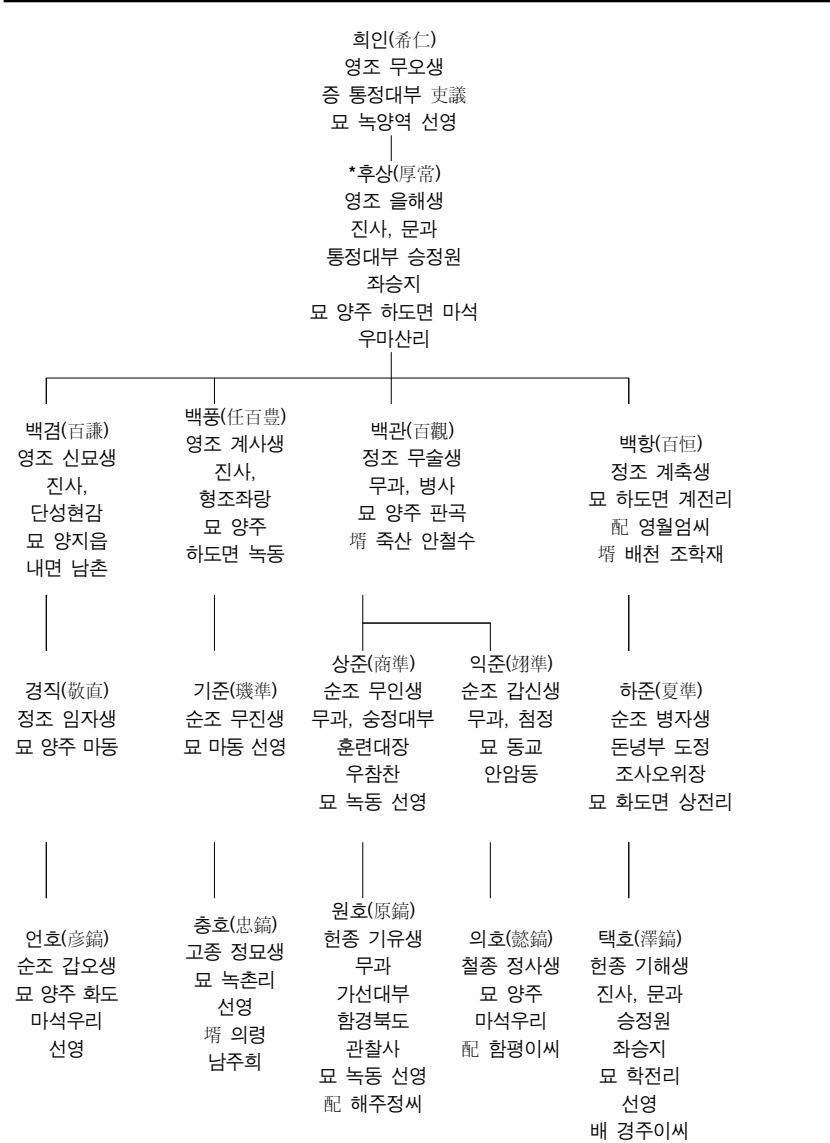 희인(希仁)
영조 무오생
증 통정대부 吏議
묘 녹양역 선영
*후상(厚常)
영조 을해생
진사, 문과
통정대부 승정원
좌승지
묘 양주 하도면 마석
우마산리
백겸(百謙)
영조 신묘생
진사,
단성현감
묘 양지읍
내면 남촌
백풍(任百豊)
영조 계사생
진사,
형조좌랑
묘 양주
하도면 녹동
백관(百觀)
정조 무술생
무과, 병사
묘 양주 판곡
壻 죽산 안철수
백항(百恒)
정조 계축생
묘 하도면 계전리
配 영월엄씨
壻 배천 조학재
경직(敬直)
정조 임자생
묘 양주 마동
기준(璣準)
순조 무진생
묘 마동 선영
상준(商準)
순조 무인생
무과, 숭정대부
훈련대장
우참찬
묘 녹동 선영
익준(翊準)
순조 갑신생
무과, 첨정
묘 동교
안암동
하준(夏準)
순조 병자생
돈녕부 도정
조사오위장
묘 화도면 상전리
언호(彦鎬)
순조 갑오생
묘 양주 화도
마석우리
선영
충호(忠鎬)
고종 정묘생
묘 녹촌리
선영
壻 의령
남주희
원호(原鎬)
헌종 기유생
무과
가선대부
함경북도
관찰사
묘 녹동 선영
配 해주정씨
의호(懿鎬)
철종 정사생
묘 양주
마석우리
配 함평이씨
택호(澤鎬)
헌종 기해생
진사, 문과
승정원
좌승지
묘 학전리
선영
배 경주이씨